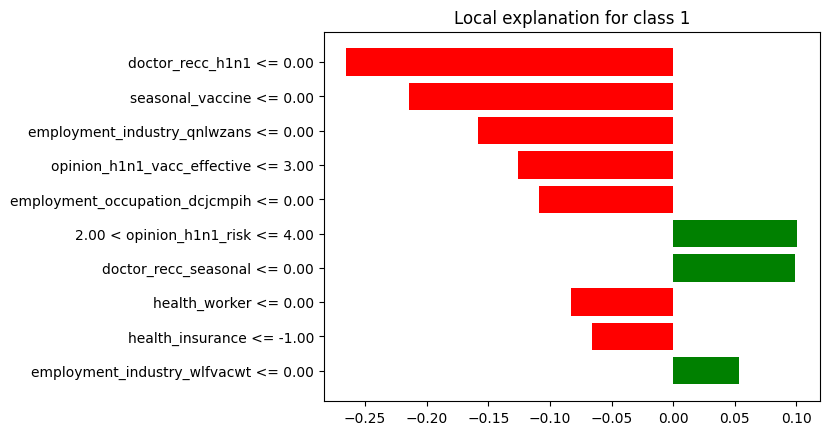 Local explanation for class 1
doctor_recc_h1n1 <= 0.00
seasonal_vaccine <= 0.00
employment_industry_qnlwzans <= 0.00
opinion_h1n1_vacc_effective <= 3.00
employment_occupation_dcjcmpih <= 0.00
2.00 < opinion_h1n1_risk <= 4.00
doctor_recc_seasonal <= 0.00
health_worker <= 0.00
health_insurance <= -1.00
employment_industry_wlfvacwt <= 0.00
−0.25 −0.20 −0.15 −0.10 −0.05 0.00 0.05 0.10